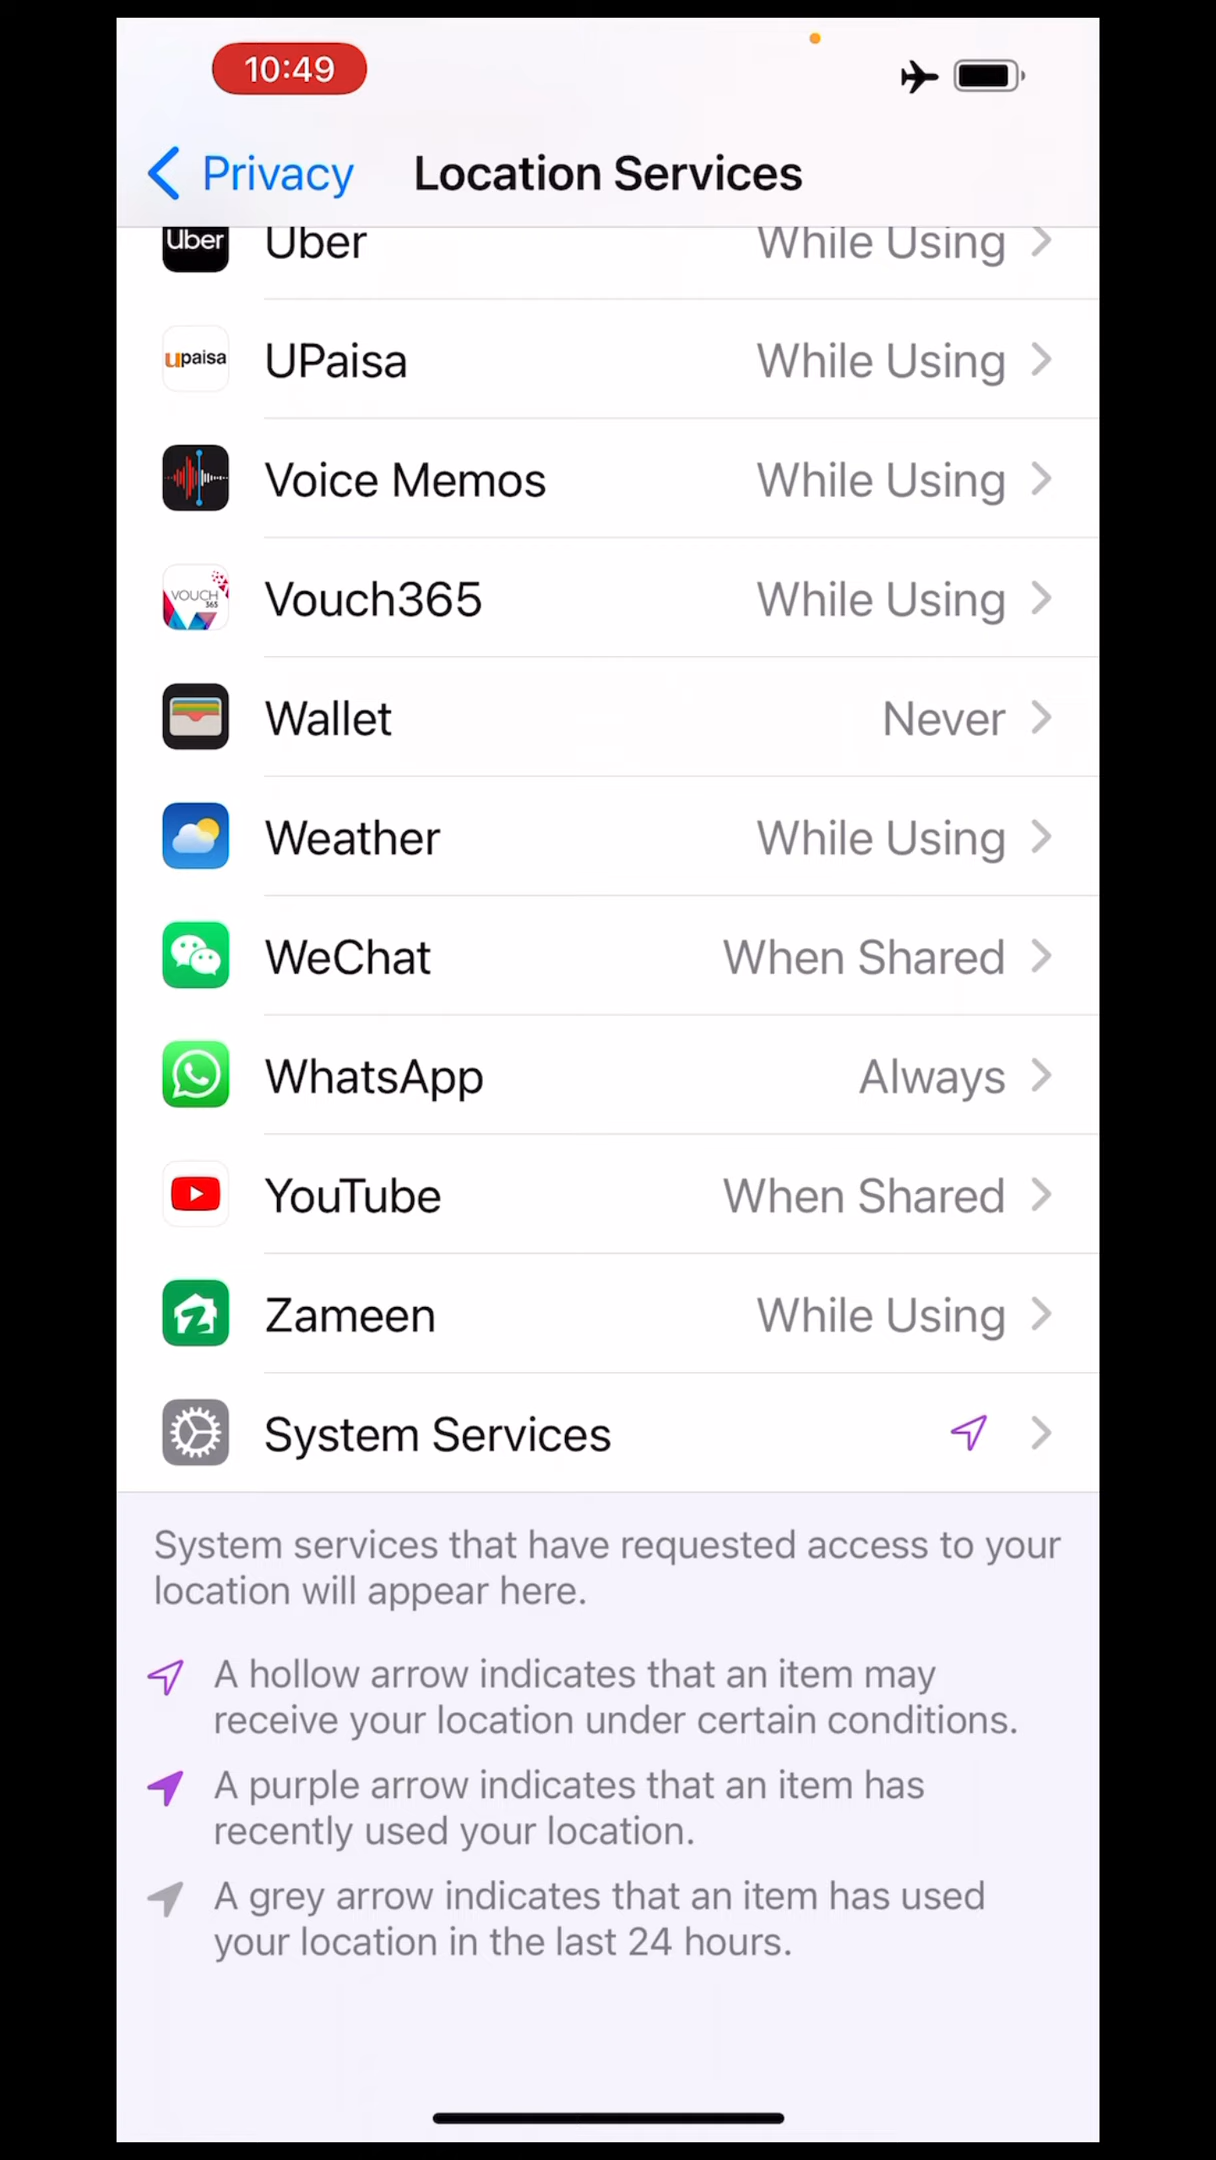 10:49
Privacy
Location Services
Uber
Uber
While Using
upaisa
UPaisa
While Using
Voice Memos
While Using
VOUCH
365
Vouch365
While Using
Wallet
Never
Weather
While Using
WeChat
When Shared
WhatsApp
Always
YouTube
When Shared
Zameen
While Using
System Services
System services that have requested access to your
location will appear here.
A hollow arrow indicates that an item may
receive your location under certain conditions.
A purple arrow indicates that an item has
recently used your location.
A grey arrow indicates that an item has used
your location in the last 24 hours.